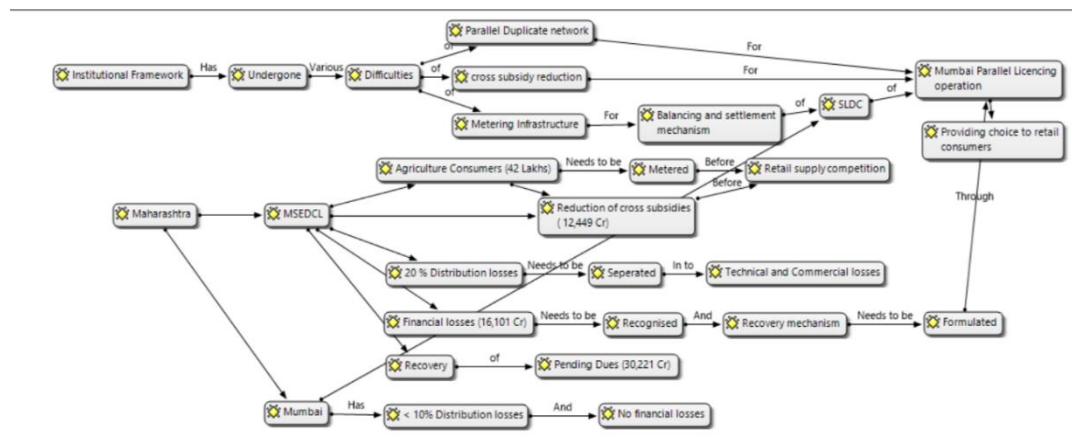 Parallel Duplicate network
of
For
Institutional Framework
Has
Undergone
Various
Difficulties
of
cross subsidy reduction
For
Mumbai Parallel Licencing
operation
of
Metering Infrastructure
For
Balancing and settlement
mechanism
of
SLDC
of
Providing choice to retail
consumers
Agriculture Consumers (42 Lakhs)
Needs to be
Metered
Before
Retail supply competition
Before
Through
Maharashtra
MSEDCL
Reduction of cross subsidies
( 12,449 Cr)
20 % Distribution losses
Needs to be
Seperated
In to
Technical and Commercial losses
Financial losses (16,101 Cr)
Needs to be
Recognised
And
Recovery mechanism
Needs to be
Formulated
Recovery
of
Pending Dues (30,221 Cr)
Mumbai
Has
< 10% Distribution losses
And
No financial losses